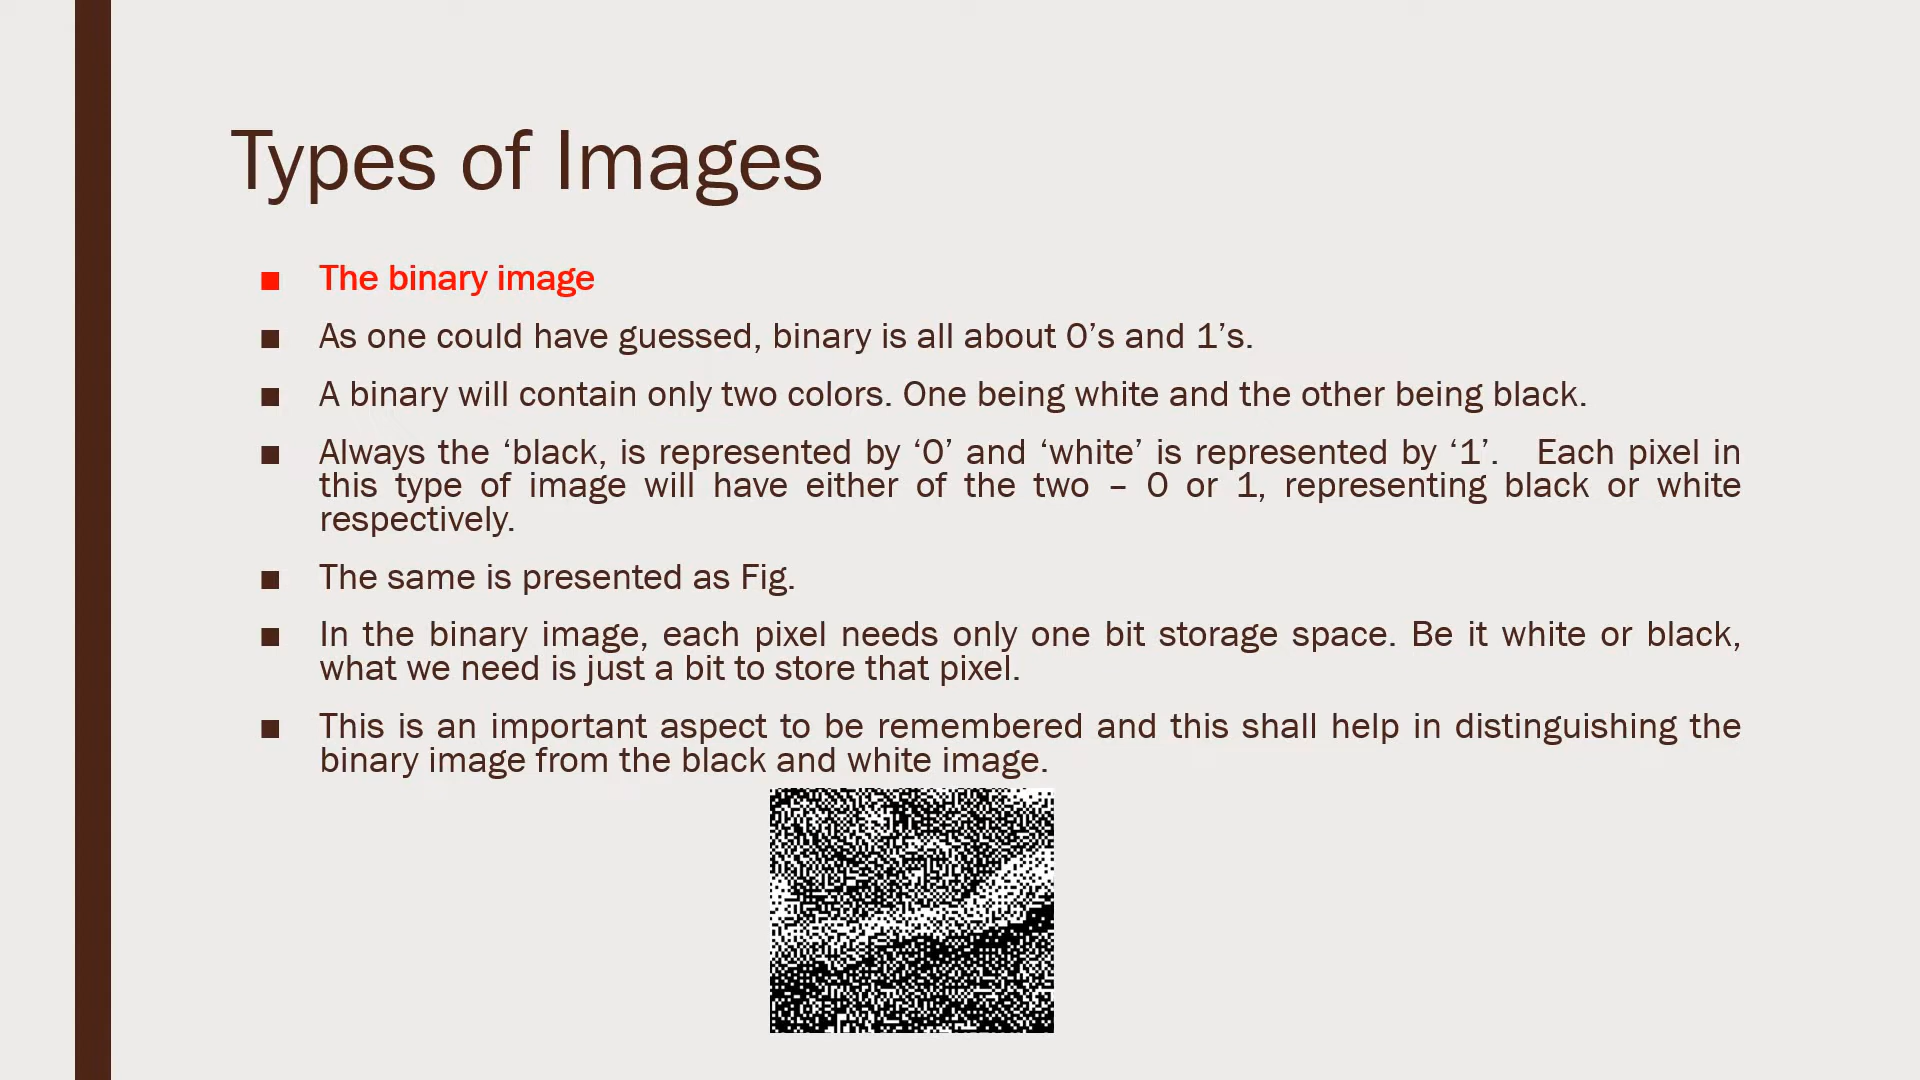 Types of Images
The binary image
As one could have guessed, binary is all about 0’s and 1’s.
A binary will contain only two colors. One being white and the other being black.
Always the ‘black, is represented by ‘0’ and ‘white’ is represented by ‘1’. Each pixel in
this type of image will have either of the two – 0 or 1, representing black or white
respectively.
The same is presented as Fig.
In the binary image, each pixel needs only one bit storage space. Be it white or black,
what we need is just a bit to store that pixel.
This is an important aspect to be remembered and this shall help in distinguishing the
binary image from the black and white image.